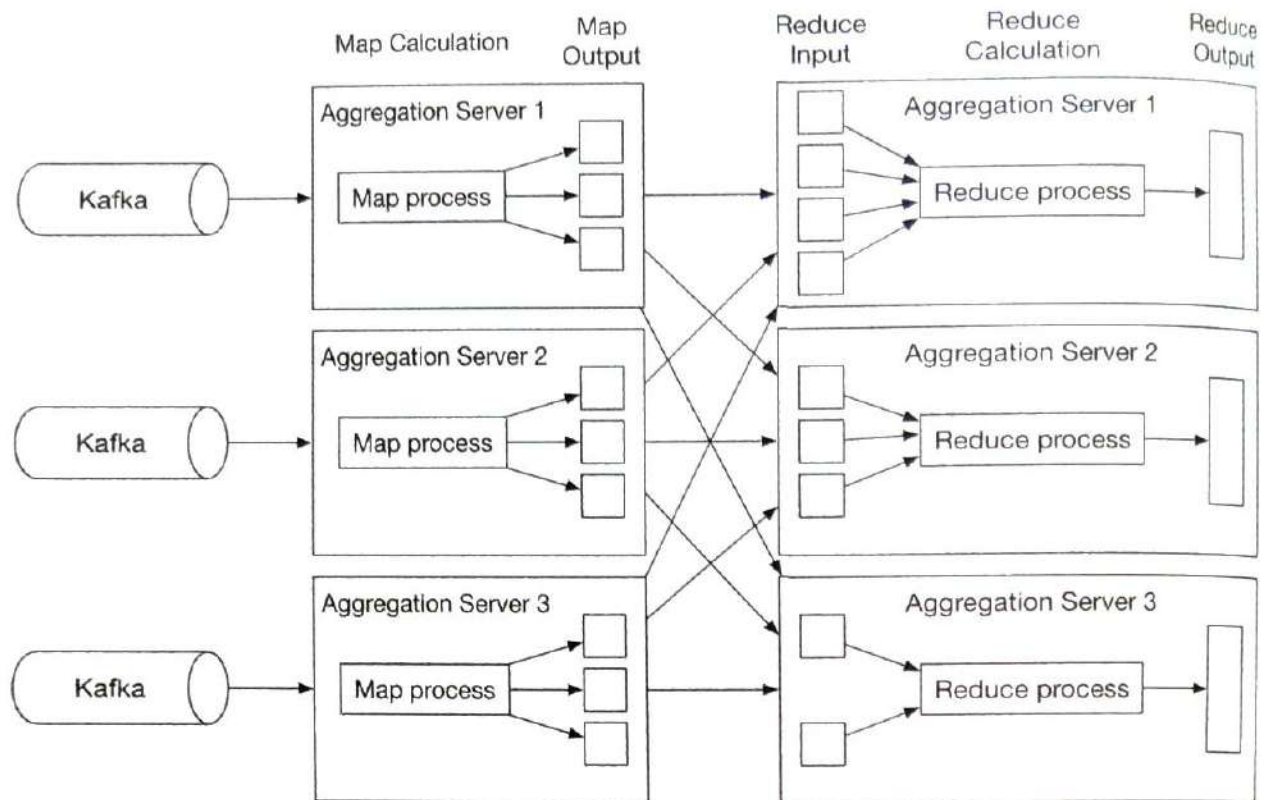 Map Calculation
Map
Output
Reduce
Input
Reduce
Calculation
Reduce
Output
Kafka
Aggregation Server 1
Map process
Aggregation Server 1
Reduce process
Kafka
Aggregation Server 2
Map process
Aggregation Server 2
Reduce process
Kafka
Aggregation Server 3
Map process
Aggregation Server 3
Reduce process